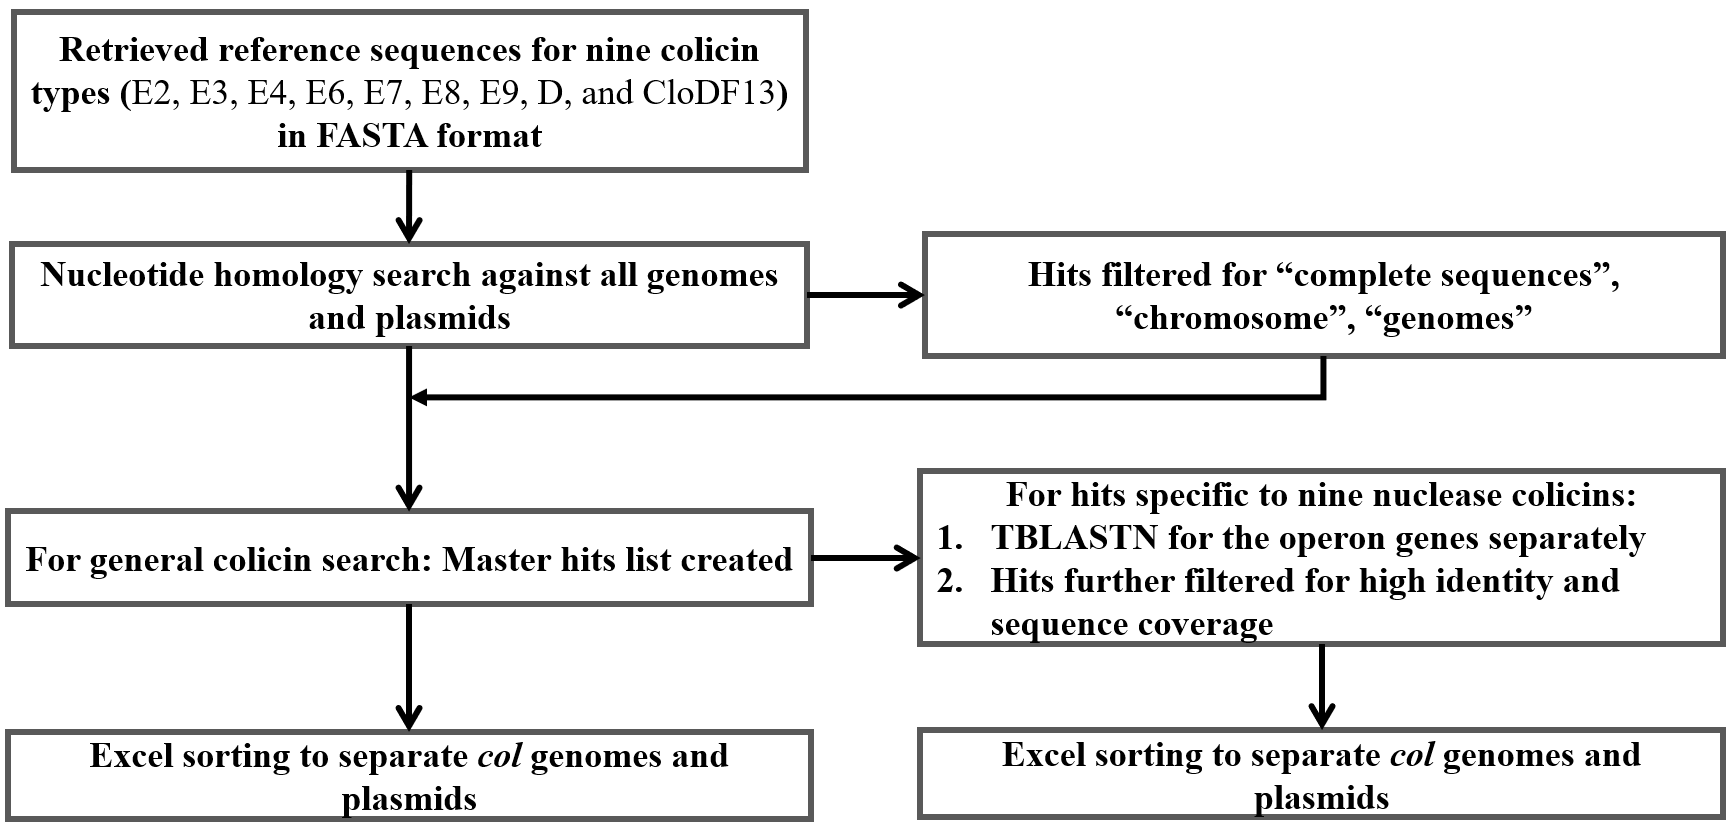 Retrieved reference sequences for nine colicin
types (E2, E3, E4, E6, E7, E8, E9, D, and CloDF13)
in FASTA format
Nucleotide homology search against all genomes
and plasmids
Hits filtered for “complete sequences”,
“chromosome”, “genomes”
For general colicin search: Master hits list created
For hits specific to nine nuclease colicins:
1. TBLASTN for the operon genes separately
2. Hits further filtered for high identity and
sequence coverage
Excel sorting to separate col genomes and
plasmids
Excel sorting to separate col genomes and
plasmids